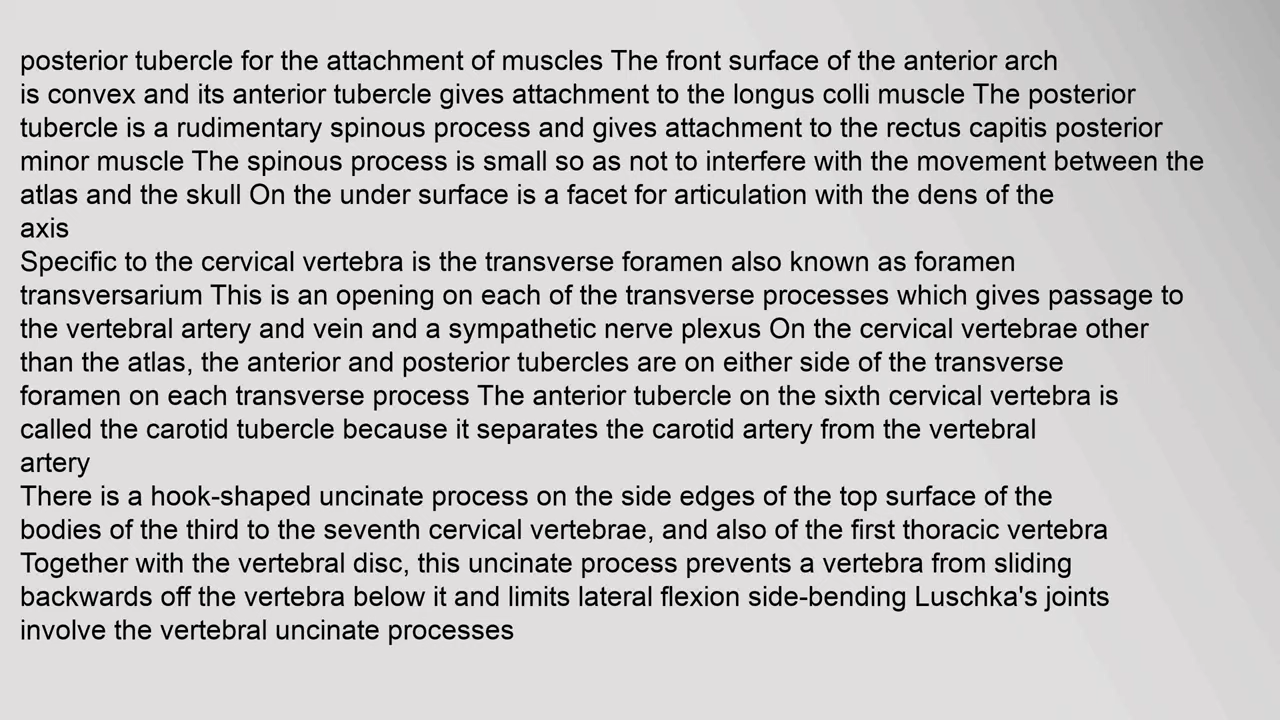 posterior tubercle for the attachment of muscles The front surface of the anterior arch
is convex and its anterior tubercle gives attachment to the longus colli muscle The posterior
tubercle is a rudimentary spinous process and gives attachment to the rectus capitis posterior
minor muscle The spinous process is small so as not to interfere with the movement between the
atlas and the skull On the under surface is a facet for articulation with the dens of the
axis
Specific to the cervical vertebra is the transverse foramen also known as foramen
transversarium This is an opening on each of the transverse processes which gives passage to
the vertebral artery and vein and a sympathetic nerve plexus On the cervical vertebrae other
than the atlas, the anterior and posterior tubercles are on either side of the transverse
foramen on each transverse process The anterior tubercle on the sixth cervical vertebra is
called the carotid tubercle because it separates the carotid artery from the vertebral
artery
There is a hook-shaped uncinate process on the side edges of the top surface of the
bodies of the third to the seventh cervical vertebrae, and also of the first thoracic vertebra
Together with the vertebral disc, this uncinate process prevents a vertebra from sliding
backwards off the vertebra below it and limits lateral flexion side-bending Luschka's joints
involve the vertebral uncinate processes